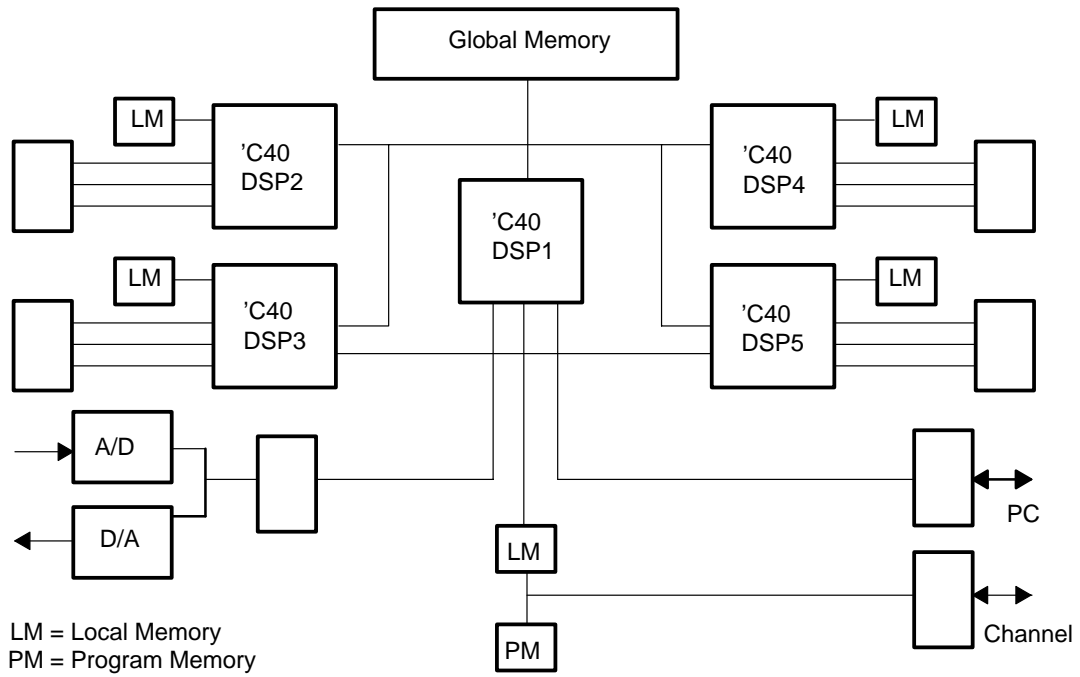 Global Memory
LM
’C40
DSP2
’C40
DSP4
LM
’C40
DSP1
LM
’C40
DSP3
’C40
DSP5
LM
A/D
D/A
PC
LM
Channel
PM
LM = Local Memory
PM = Program Memory